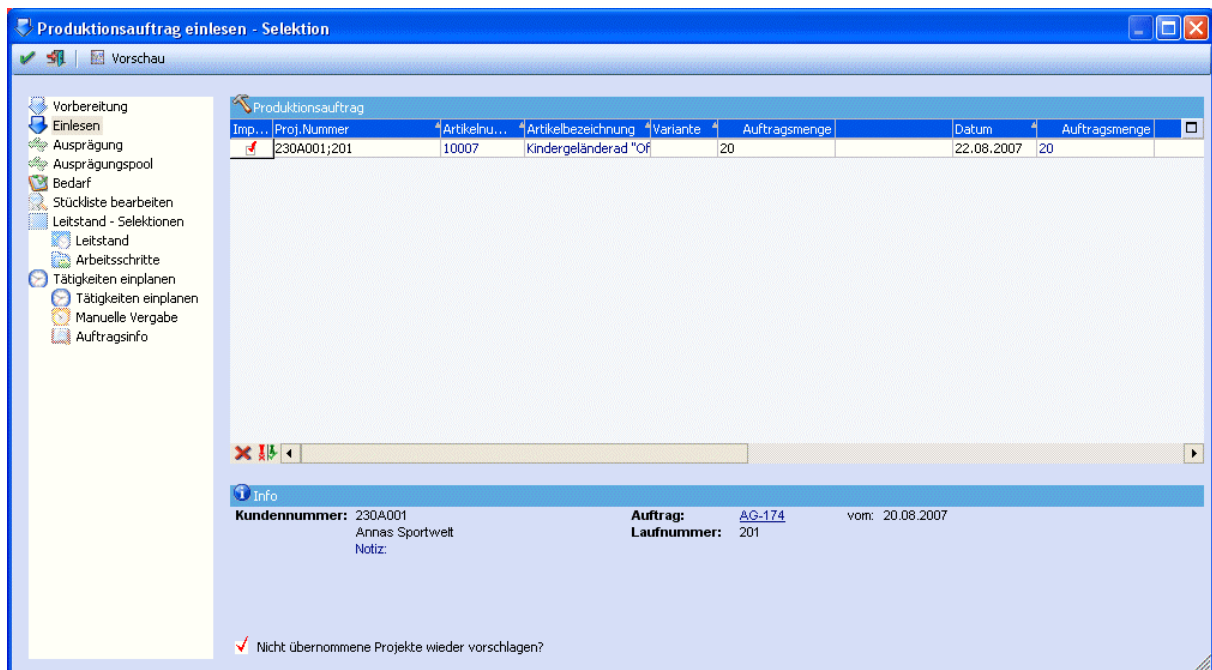 Produktionsauftrag einlesen - Selektion
Vorschau
Vorbereitung
Einlesen
Ausprägung
Ausprägungspool
Bedarf
Stückliste bearbeiten
Leitstand - Selektionen
Leitstand
Arbeitsschritte
Tätigkeiten einplanen
Tätigkeiten einplanen
Manuelle Vergabe
Auftragsinfo
Produktionsauftrag
Imp... Proj.Nummer Artikelnu... Artikelbezeichnung Variante Auftragsmenge Datum Auftragsmenge
230A001;201 10007 Kindergeländerad "Of 20 22.08.2007 20
Info
Kundennummer: 230A001 Auftrag: AG-174 vom: 20.08.2007
Annas Sportwelt Laufnummer: 201
Notiz:
Nicht übernommene Projekte wieder vorschlagen?